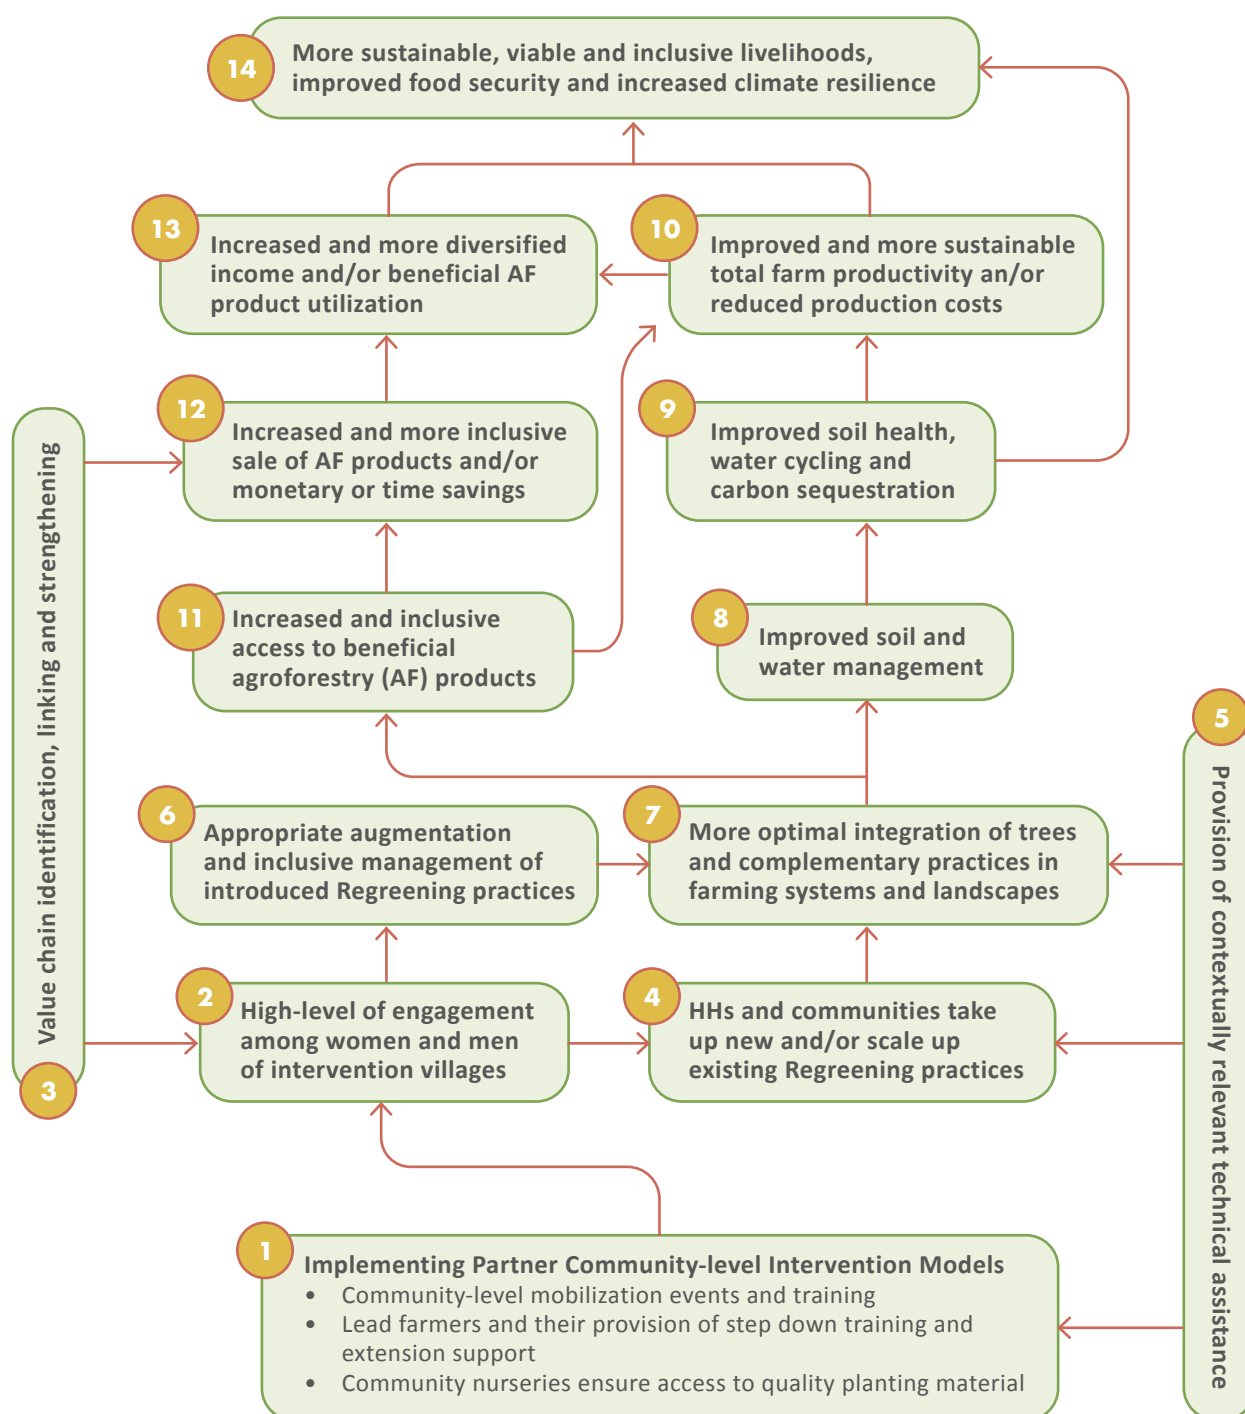 14
More sustainable, viable and inclusive livelihoods,
improved food security and increased climate resilience
13
Increased and more diversified
income and/or beneficial AF
product utilization
10
Improved and more sustainable
total farm productivity an/or
reduced production costs
12
Increased and more inclusive
sale of AF products and/or
monetary or time savings
9
Improved soil health,
water cycling and
carbon sequestration
11
Increased and inclusive
access to beneficial
agroforestry (AF) products
8
Improved soil and
water management
6
Appropriate augmentation
and inclusive management of
introduced Regreening practices
7
More optimal integration of trees
and complementary practices in
farming systems and landscapes
2
High-level of engagement
among women and men
of intervention villages
4
HHs and communities take
up new and/or scale up
existing Regreening practices
3
Value chain identification, linking and strengthening
5
Provision of contextually relevant technical assistance
1
Implementing Partner Community-level Intervention Models
• Community-level mobilization events and training
• Lead farmers and their provision of step down training and
extension support
• Community nurseries ensure access to quality planting material